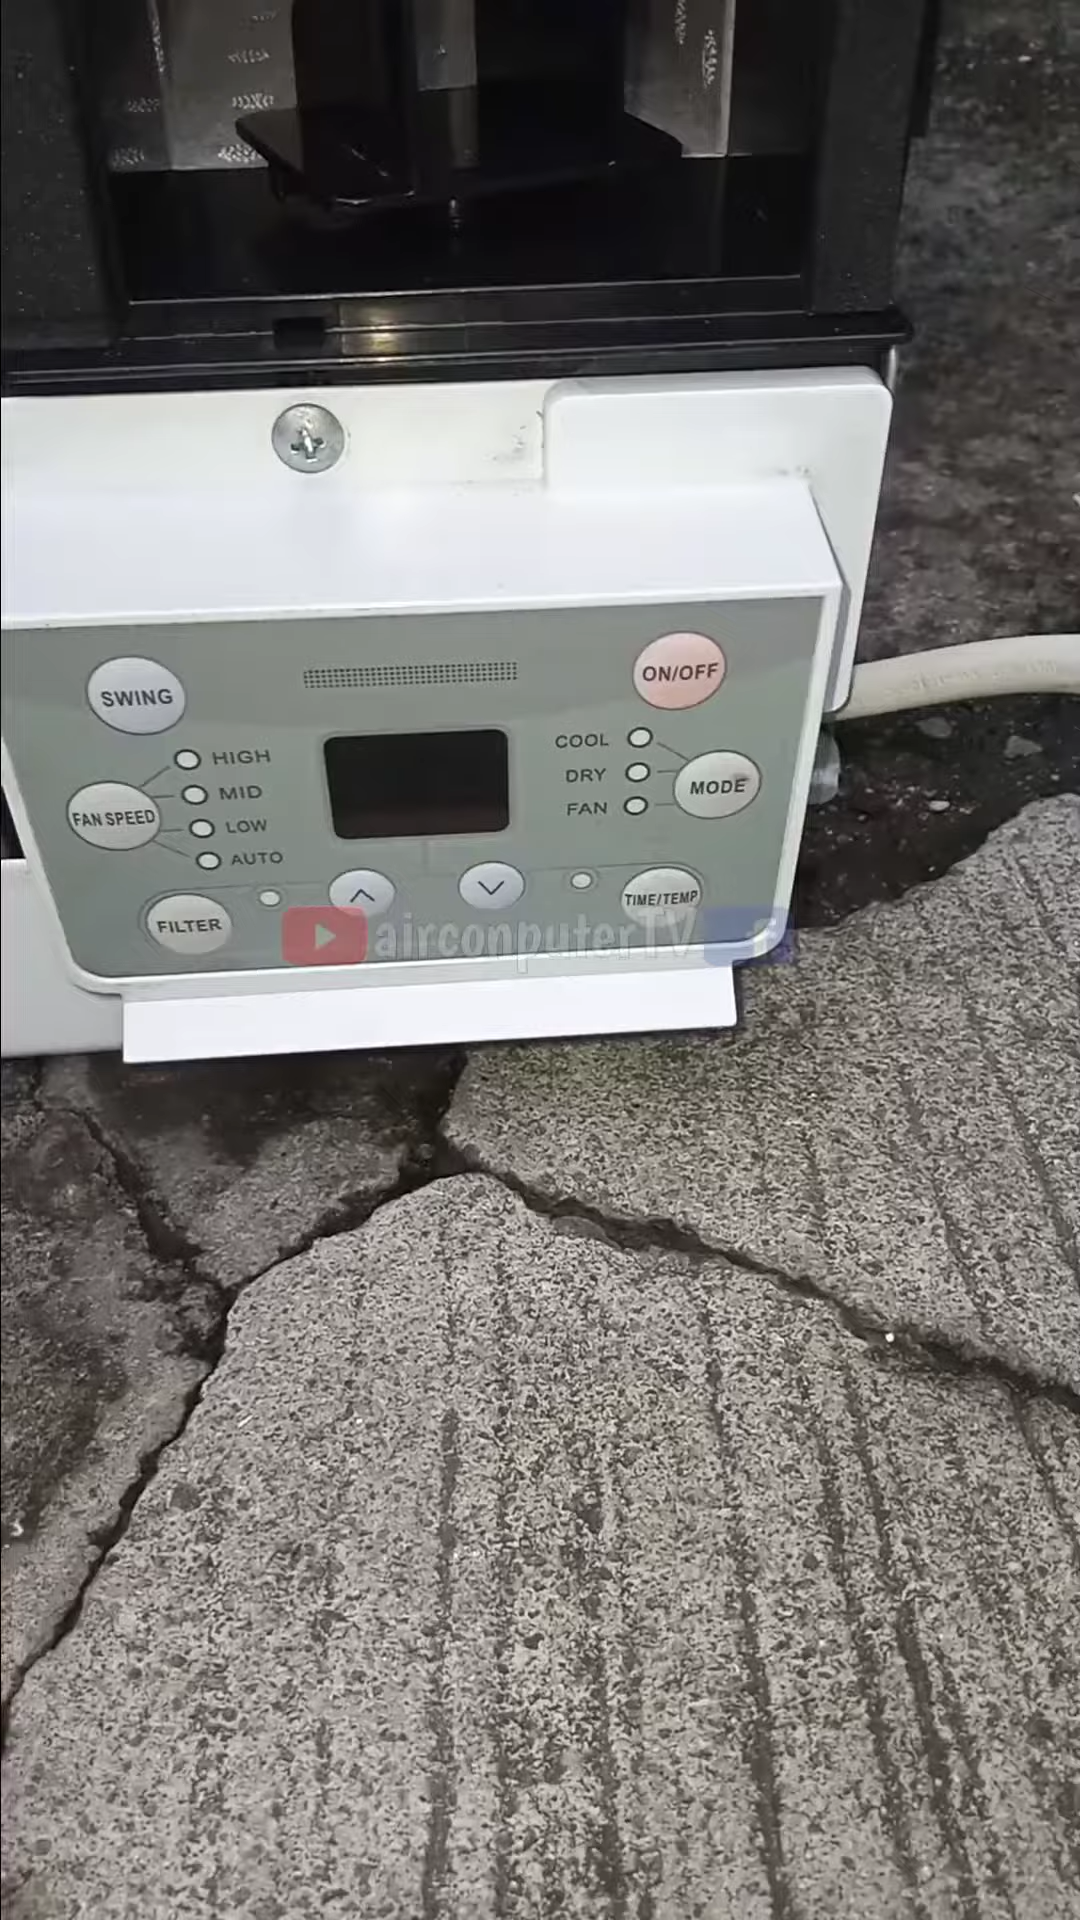 SWING
ON/OFF
HIGH
MID
LOW
AUTO
FAN SPEED
COOL
DRY
FAN
MODE
FILTER
TIME/TEMP
airconputerTV